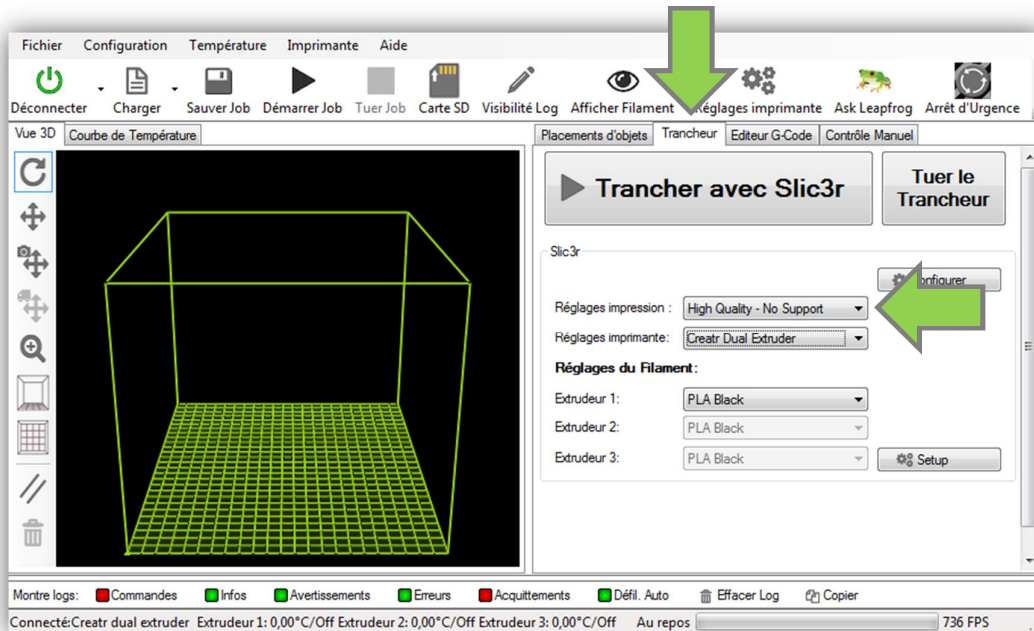 Fichier Configuration Température Imprimante Aide
Déconnecter Charger Sauver Job Démarrer Job Tuer Job Carte SD Visibilité Log Afficher Filament Réglages imprimante Ask Leapfrog Arrêt d'Urgence
Vue 3D Courbe de Température Placements d'objets Trancheur Editeur G-Code Contrôle Manuel
Trancher avec Slic3r
Tuer le
Trancheur
Slic3r
Configurer
Réglages impression : High Quality - No Support
Réglages imprimante: Creatr Dual Extruder
Réglages du Filament:
Extrudeur 1: PLA Black
Extrudeur 2: PLA Black
Extrudeur 3: PLA Black Setup
Montre logs: Commandes Infos Avertissements Erreurs Acquittements Défil. Auto Effacer Log Copier
Connecté:Creatr dual extruder Extrudeur 1: 0,00°C/Off Extrudeur 2: 0,00°C/Off Extrudeur 3: 0,00°C/Off Au repos 736 FPS